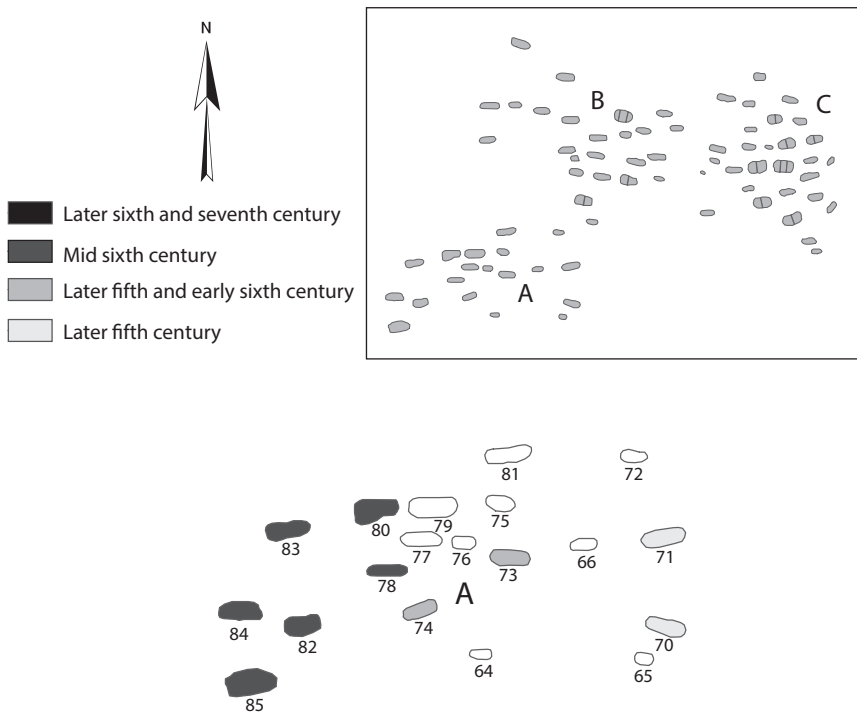 N
B
C
A
Later sixth and seventh century
Mid sixth century
Later fifth and early sixth century
Later fifth century
81
72
80
79
75
83
77
76
73
66
71
78
A
74
84
82
64
65
70
85